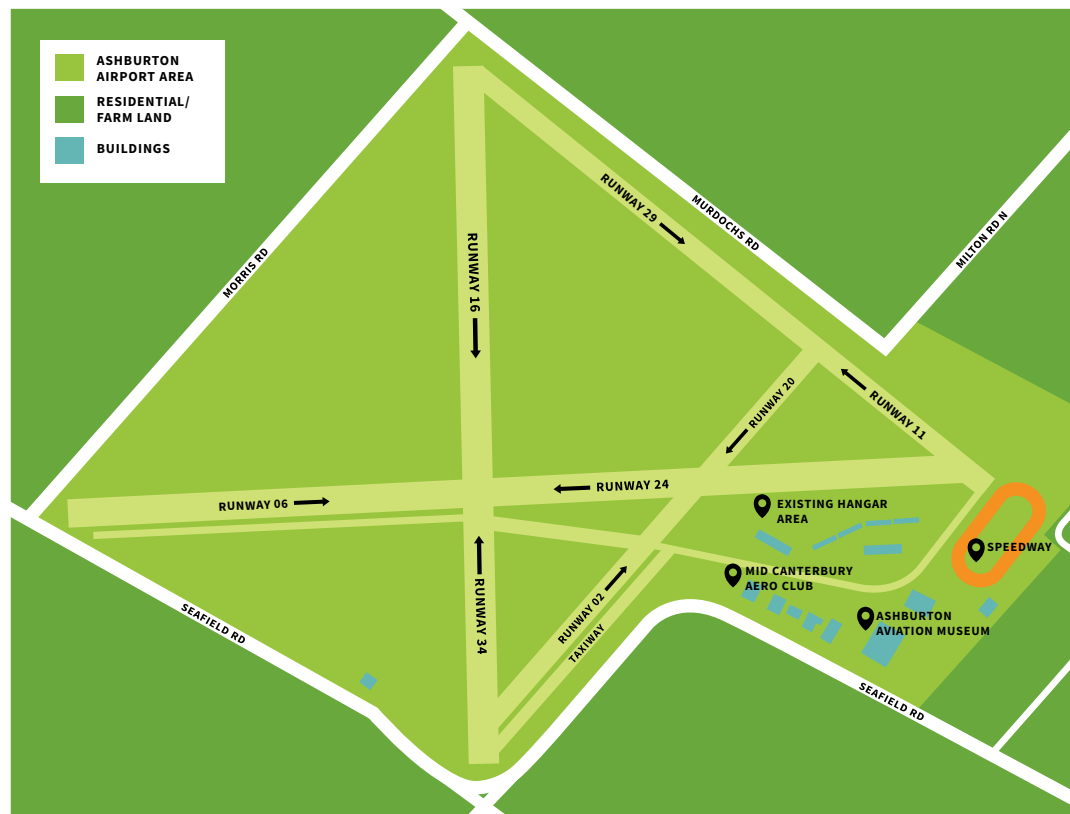 ASHBURTON
AIRPORT AREA
RESIDENTIAL/
FARM LAND
BUILDINGS
MORRIS RD
RUNWAY 16
RUNWAY 29
MURDOCHS RD
MILTON RD N
RUNWAY 20
RUNWAY 11
RUNWAY 06
RUNWAY 24
EXISTING HANGAR
AREA
SPEEDWAY
MID CANTERBURY
AERO CLUB
RUNWAY 34
RUNWAY 02
TAXIWAY
ASHBURTON
AVIATION MUSEUM
SEAFIELD RD
SEAFIELD RD